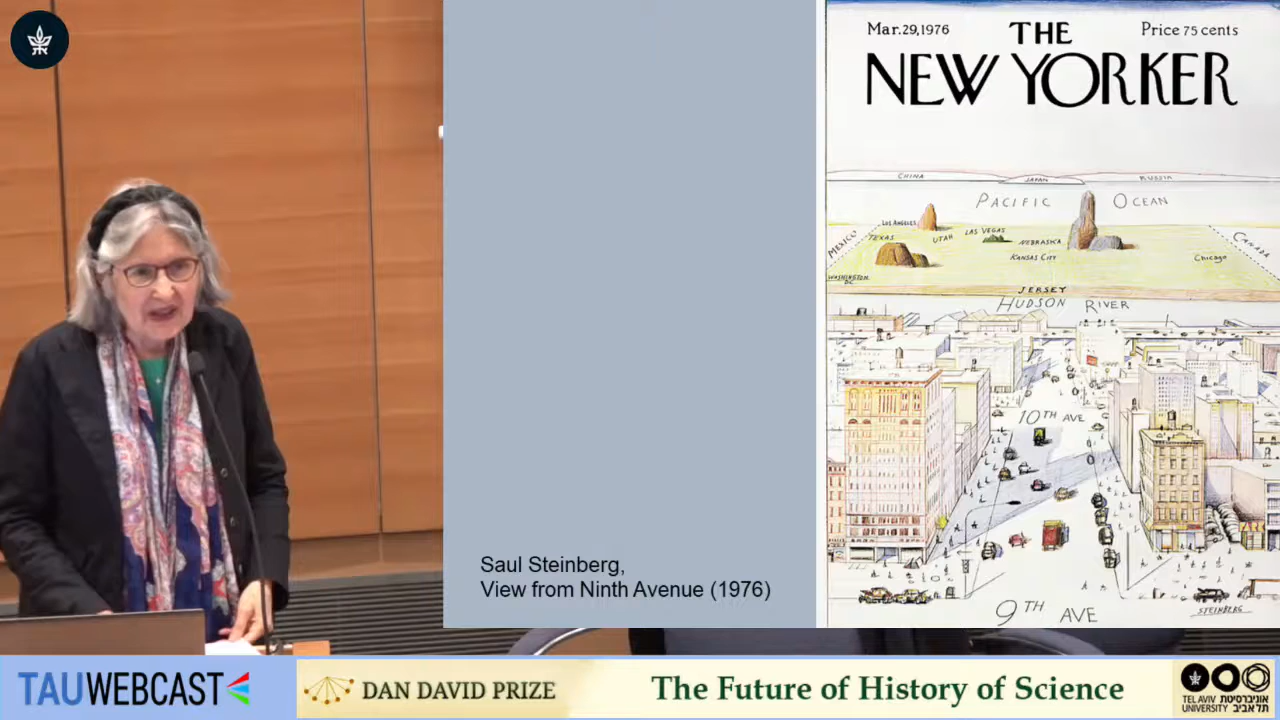 Mar. 29, 1976
THE
Price 75 cents
NEW YORKER
CHINA
JAPAN
RUSSIA
PACIFIC OCEAN
LOS ANGELES
MEXICO
TEXAS
UTAH
LAS VEGAS
NEBRASKA
CANADA
KANSAS CITY
Chicago
WASHINGTON
DC
JERSEY
HUDSON RIVER
10TH AVE
9TH AVE
STEINBERG
Saul Steinberg,
View from Ninth Avenue (1976)
TAUWEBCAST
DAN DAVID PRIZE
The Future of History of Science
TEL AVIV אוניברסיטת
UNIVERSITY תל אביב